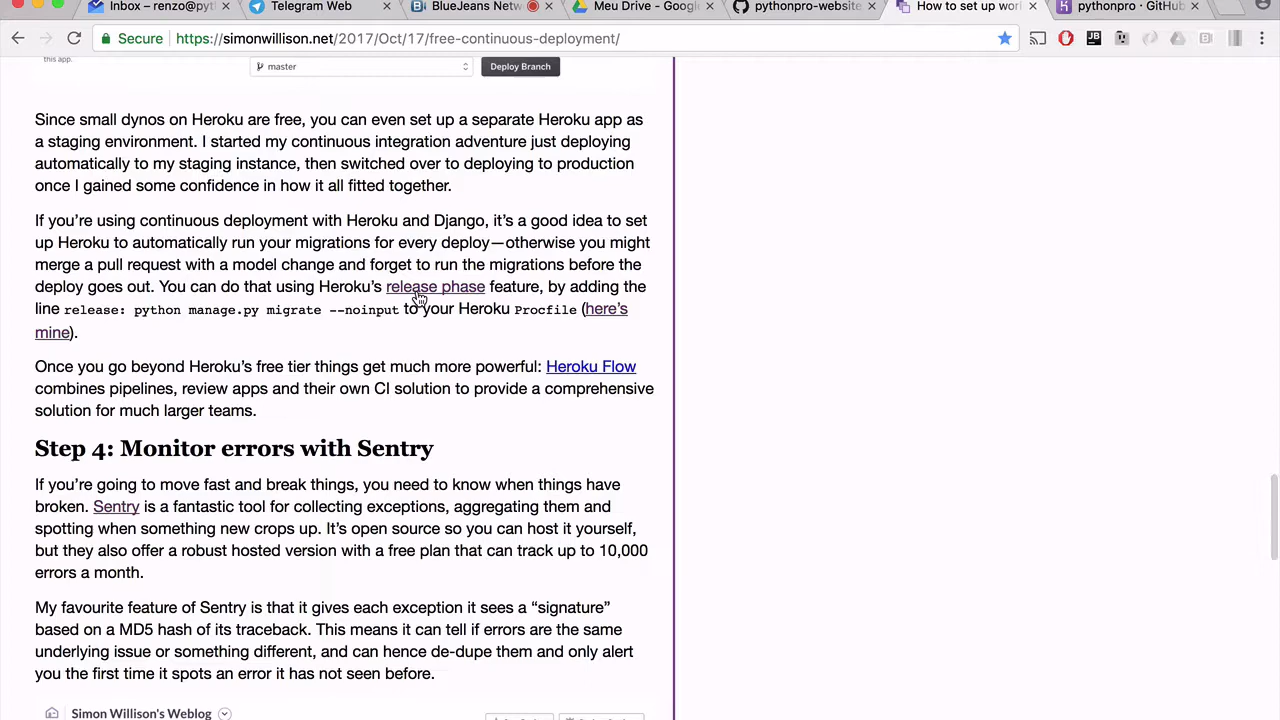 Inbox – renzo@pyt
Telegram Web
BlueJeans Netw
Meu Drive - Google
pythonpro-website
How to set up worl
pythonpro · GitHub
Secure
https://simonwillison.net/2017/Oct/17/free-continuous-deployment/
this app.
master
Deploy Branch
Since small dynos on Heroku are free, you can even set up a separate Heroku app as
a staging environment. I started my continuous integration adventure just deploying
automatically to my staging instance, then switched over to deploying to production
once I gained some confidence in how it all fitted together.
If you’re using continuous deployment with Heroku and Django, it’s a good idea to set
up Heroku to automatically run your migrations for every deploy—otherwise you might
merge a pull request with a model change and forget to run the migrations before the
deploy goes out. You can do that using Heroku’s release phase feature, by adding the
line release: python manage.py migrate --noinput to your Heroku Procfile (here’s
mine).
Once you go beyond Heroku’s free tier things get much more powerful: Heroku Flow
combines pipelines, review apps and their own CI solution to provide a comprehensive
solution for much larger teams.
Step 4: Monitor errors with Sentry
If you’re going to move fast and break things, you need to know when things have
broken. Sentry is a fantastic tool for collecting exceptions, aggregating them and
spotting when something new crops up. It’s open source so you can host it yourself,
but they also offer a robust hosted version with a free plan that can track up to 10,000
errors a month.
My favourite feature of Sentry is that it gives each exception it sees a “signature”
based on a MD5 hash of its traceback. This means it can tell if errors are the same
underlying issue or something different, and can hence de-dupe them and only alert
you the first time it spots an error it has not seen before.
Simon Willison's Weblog